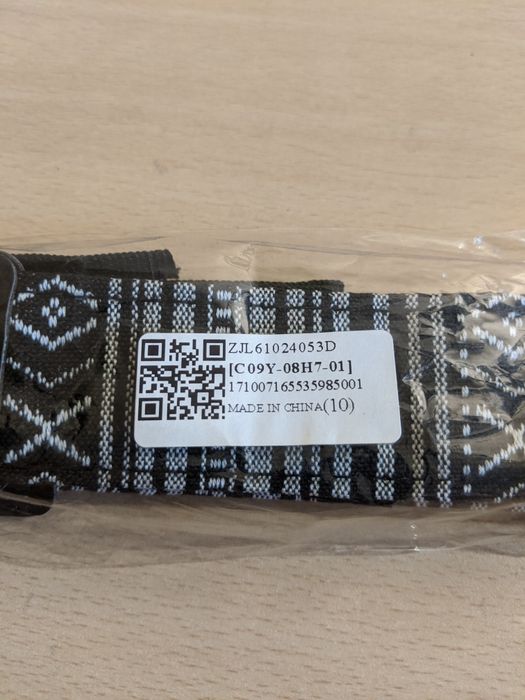 ZJL61024053D
[C09Y-08H7-01]
171007165535985001
MADE IN CHINA(10)